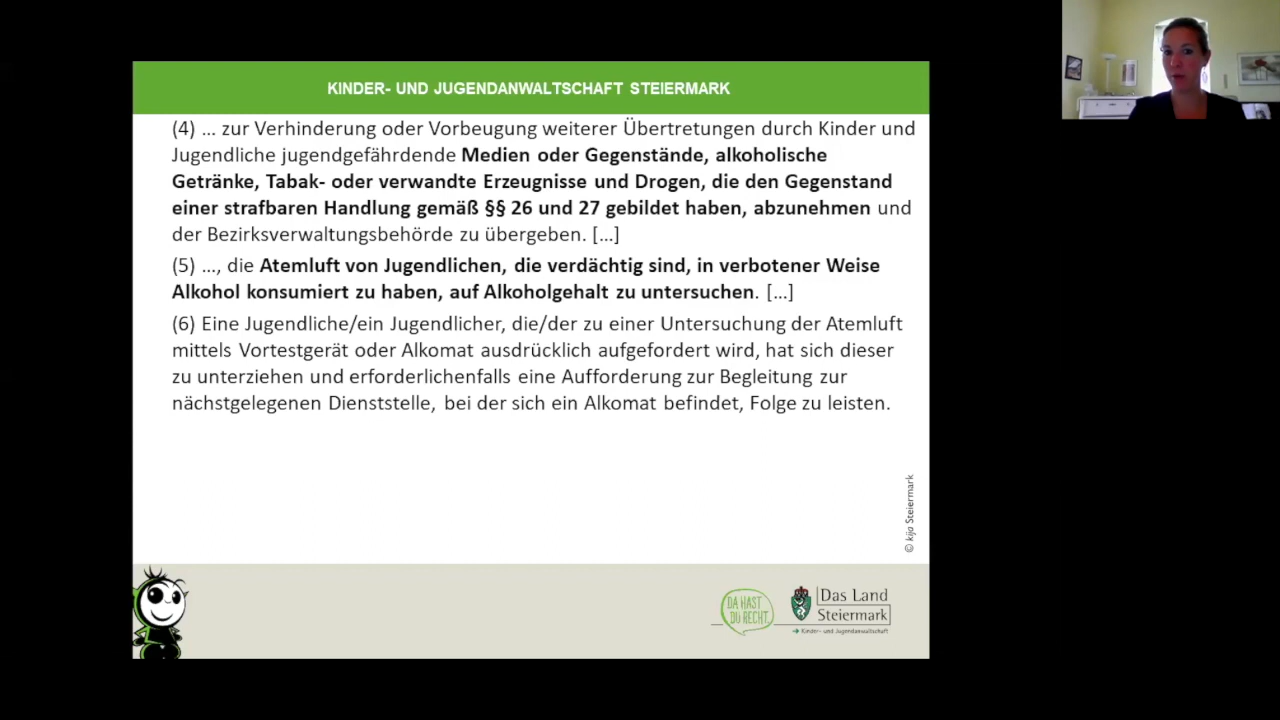 KINDER- UND JUGENDANWALTSCHAFT STEIERMARK
(4) ... zur Verhinderung oder Vorbeugung weiterer Übertretungen durch Kinder und
Jugendliche jugendgefährdende Medien oder Gegenstände, alkoholische
Getränke, Tabak- oder verwandte Erzeugnisse und Drogen, die den Gegenstand
einer strafbaren Handlung gemäß §§ 26 und 27 gebildet haben, abzunehmen und
der Bezirksverwaltungsbehörde zu übergeben. [...]
(5) ..., die Atemluft von Jugendlichen, die verdächtig sind, in verbotener Weise
Alkohol konsumiert zu haben, auf Alkoholgehalt zu untersuchen. [...]
(6) Eine Jugendliche/ein Jugendlicher, die/der zu einer Untersuchung der Atemluft
mittels Vortestgerät oder Alkomat ausdrücklich aufgefordert wird, hat sich dieser
zu unterziehen und erforderlichenfalls eine Aufforderung zur Begleitung zur
nächstgelegenen Dienststelle, bei der sich ein Alkomat befindet, Folge zu leisten.
© kija Steiermark
DA HAST
DU RECHT
Das Land
Steiermark
→ Kinder- und Jugendanwaltschaft